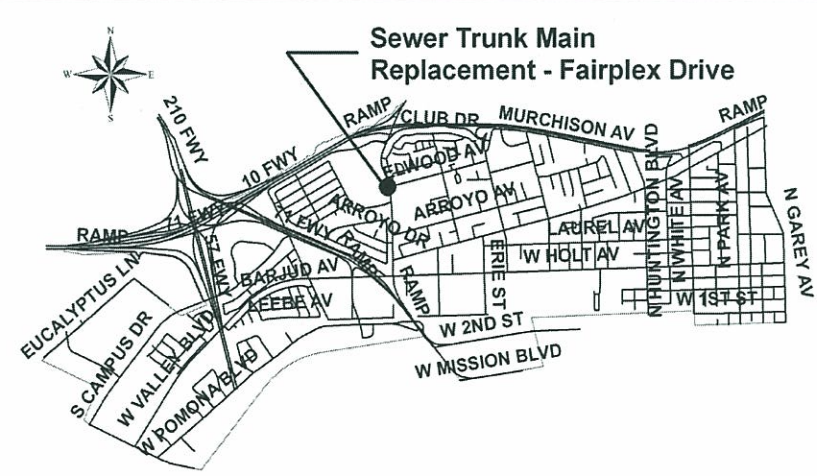 Sewer Trunk Main
Replacement - Fairplex Drive
N
W E
S
210 FWY
RAMP
CLUB DR
MURCHISON AV
RAMP
10 FWY
EDWOOD AV
ARROYO DR
ARROYO AV
N HUNTINGTON BLVD
N WHITE AV
N PARK AV
N GAREY AV
71 FWY
RAMP
57 FWY
71 FWY
RAMP
RAMP
LAUREL AV
W HOLT AV
ERIE ST
BARJUD AV
EUCALYPTUS LN
W 1ST ST
W 2ND ST
S CAMPUS DR
W VALLEY BLVD
W POMONA BLVD
W MISSION BLVD